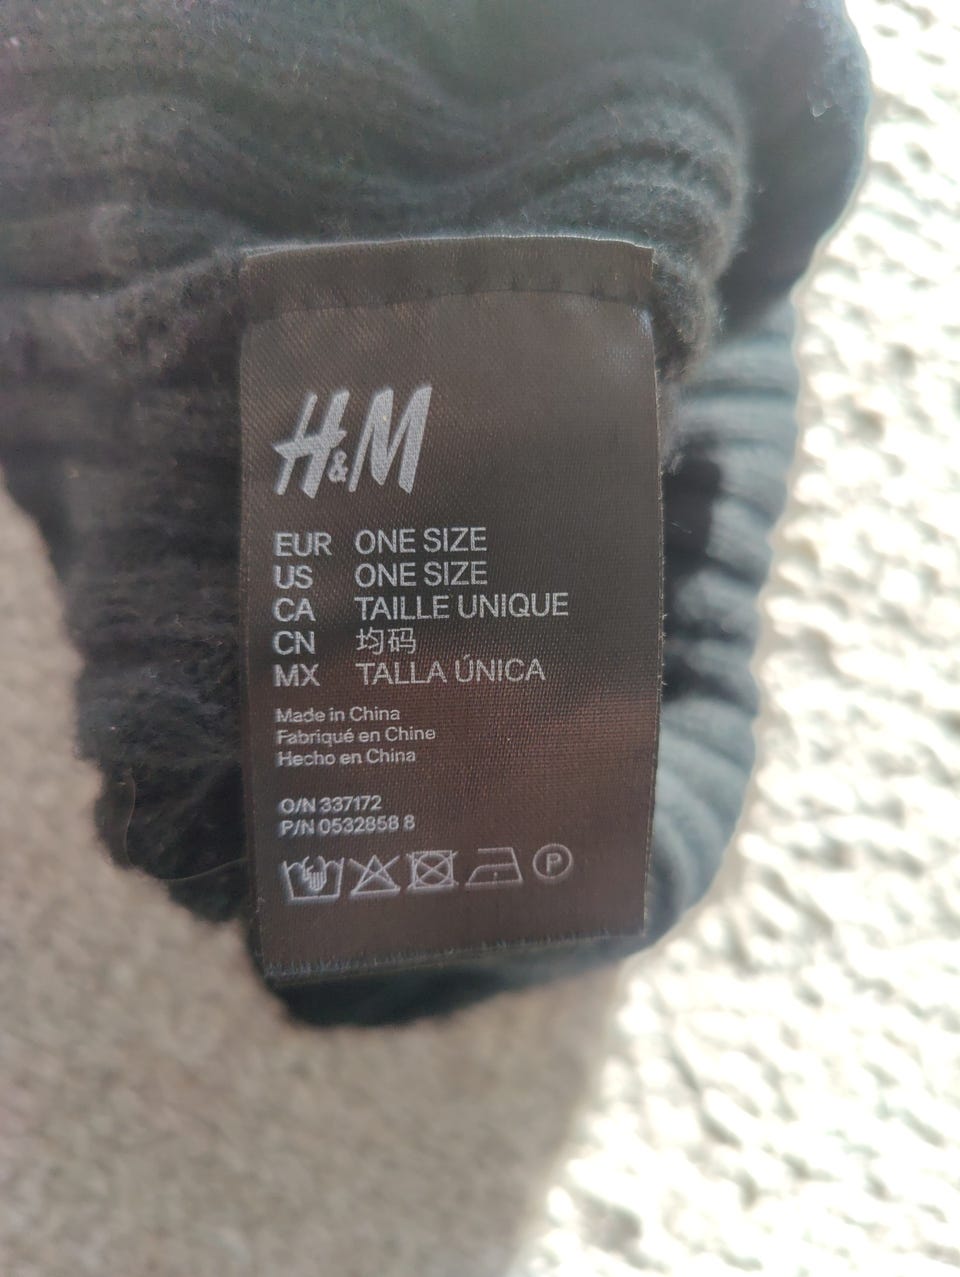 H&M
EUR ONE SIZE
US ONE SIZE
CA TAILLE UNIQUE
CN 均码
MX TALLA ÚNICA
Made in China
Fabriqué en Chine
Hecho en China
O/N 337172
P/N 0532858 8
P